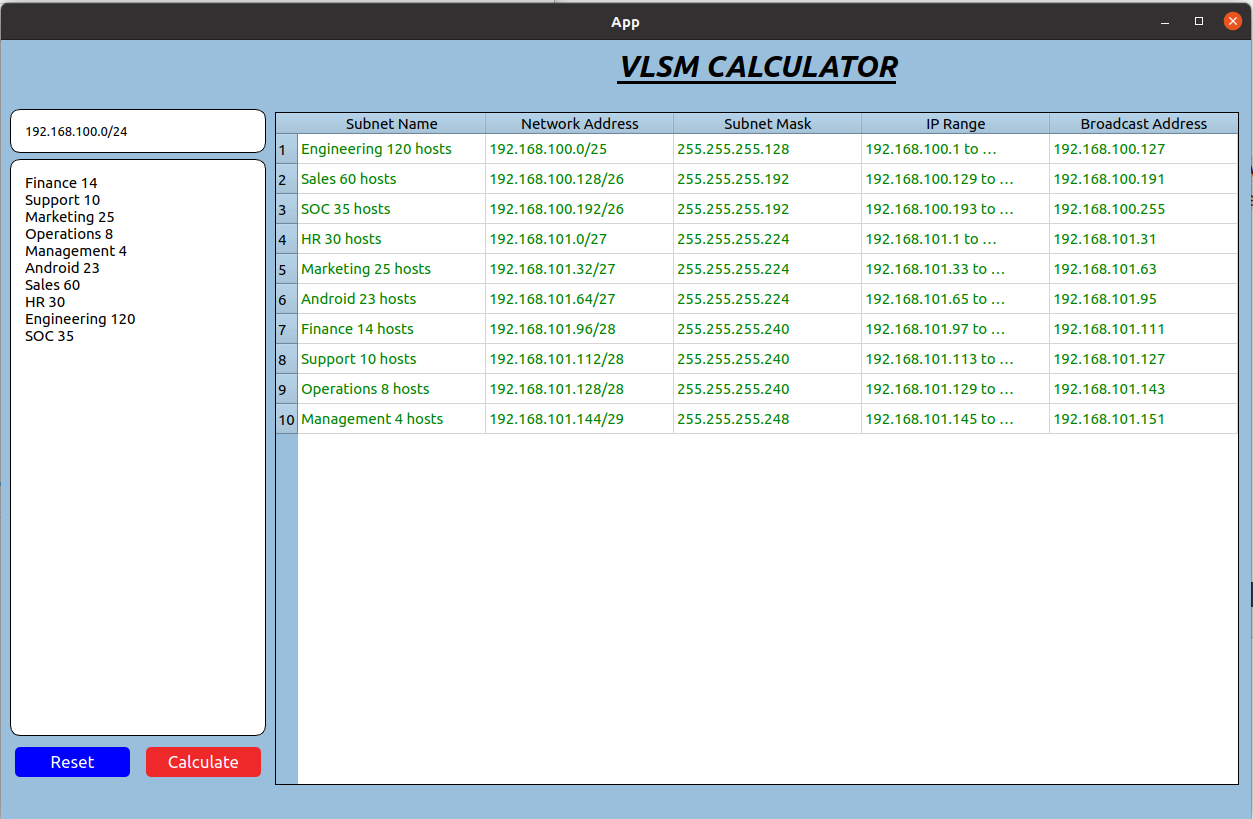 App
VLSM CALCULATOR
192.168.100.0/24
Finance 14
Support 10
Marketing 25
Operations 8
Management 4
Android 23
Sales 60
HR 30
Engineering 120
SOC 35
Reset Calculate
Subnet Name Network Address Subnet Mask IP Range Broadcast Address
1 Engineering 120 hosts 192.168.100.0/25 255.255.255.128 192.168.100.1 to ... 192.168.100.127
2 Sales 60 hosts 192.168.100.128/26 255.255.255.192 192.168.100.129 to ... 192.168.100.191
3 SOC 35 hosts 192.168.100.192/26 255.255.255.192 192.168.100.193 to ... 192.168.100.255
4 HR 30 hosts 192.168.101.0/27 255.255.255.224 192.168.101.1 to ... 192.168.101.31
5 Marketing 25 hosts 192.168.101.32/27 255.255.255.224 192.168.101.33 to ... 192.168.101.63
6 Android 23 hosts 192.168.101.64/27 255.255.255.224 192.168.101.65 to ... 192.168.101.95
7 Finance 14 hosts 192.168.101.96/28 255.255.255.240 192.168.101.97 to ... 192.168.101.111
8 Support 10 hosts 192.168.101.112/28 255.255.255.240 192.168.101.113 to ... 192.168.101.127
9 Operations 8 hosts 192.168.101.128/28 255.255.255.240 192.168.101.129 to ... 192.168.101.143
10 Management 4 hosts 192.168.101.144/29 255.255.255.248 192.168.101.145 to ... 192.168.101.151